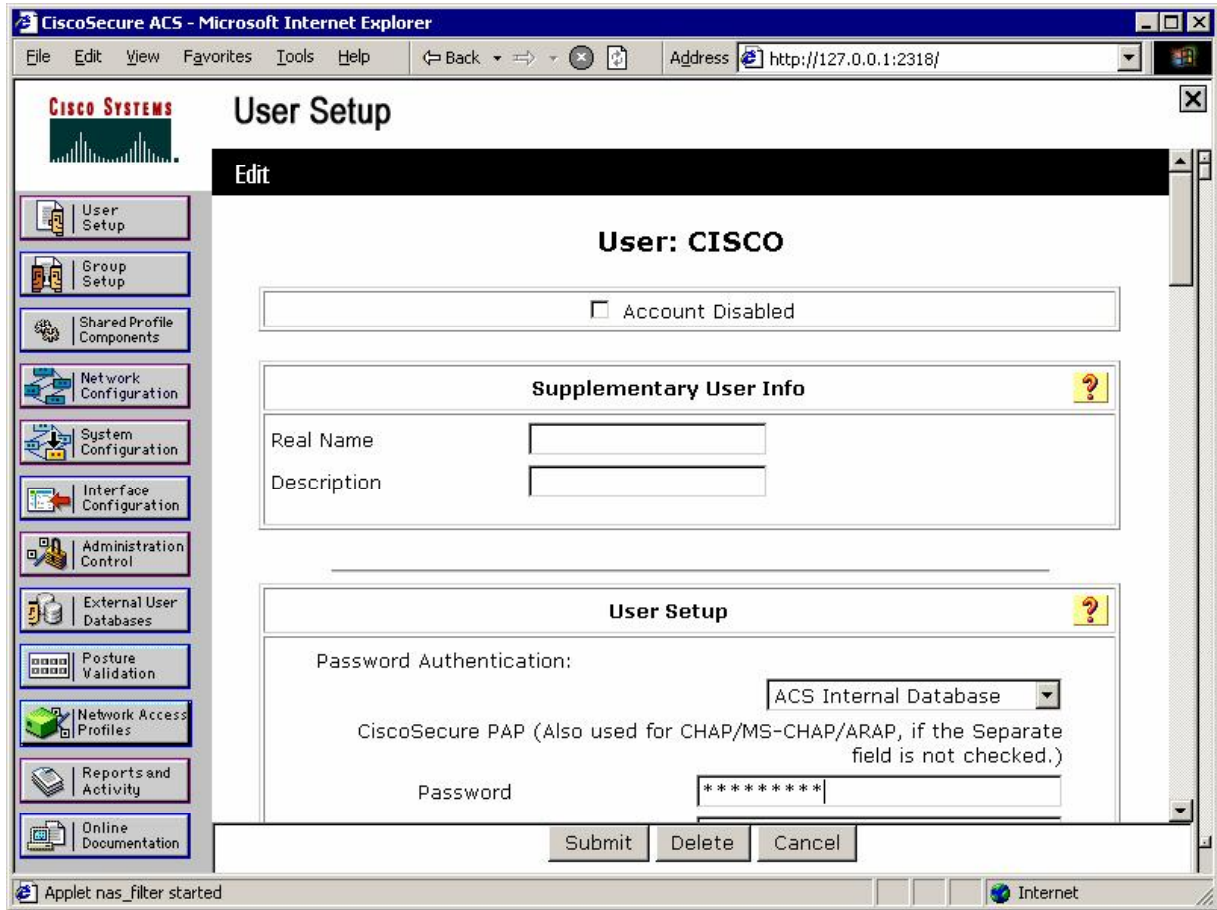 CiscoSecure ACS - Microsoft Internet Explorer
File Edit View Favorites Tools Help Back Address http://127.0.0.1:2318/
CISCO SYSTEMS
User Setup
Edit
User Setup
Group Setup
Shared Profile Components
Network Configuration
System Configuration
Interface Configuration
Administration Control
External User Databases
Posture Validation
Network Access Profiles
Reports and Activity
Online Documentation
User: CISCO
Account Disabled
Supplementary User Info
?
Real Name
Description
User Setup
?
Password Authentication:
ACS Internal Database
CiscoSecure PAP (Also used for CHAP/MS-CHAP/ARAP, if the Separate
field is not checked.)
Password *********
Submit Delete Cancel
Applet nas_filter started Internet